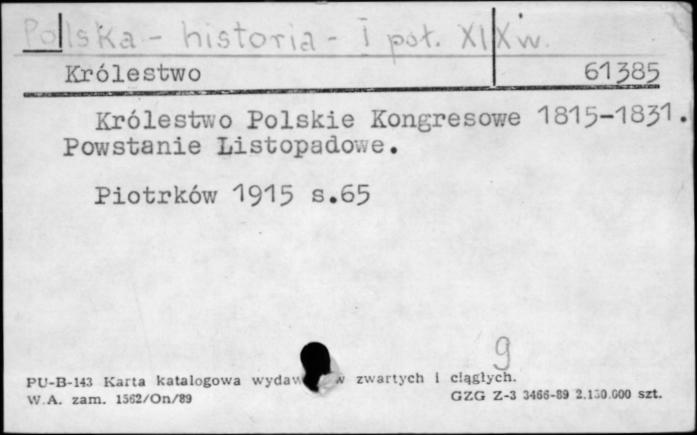 Polska - historia - I poł. XIX w.
Królestwo 61385
Królestwo Polskie Kongresowe 1815-1831.
Powstanie Listopadowe.
Piotrków 1915 s.65
9
PU-B-143 Karta katalogowa wydaw w zwartych i ciągłych.
W.A. zam. 1562/On/89 GZG Z-3 3466-89 2.130.000 szt.